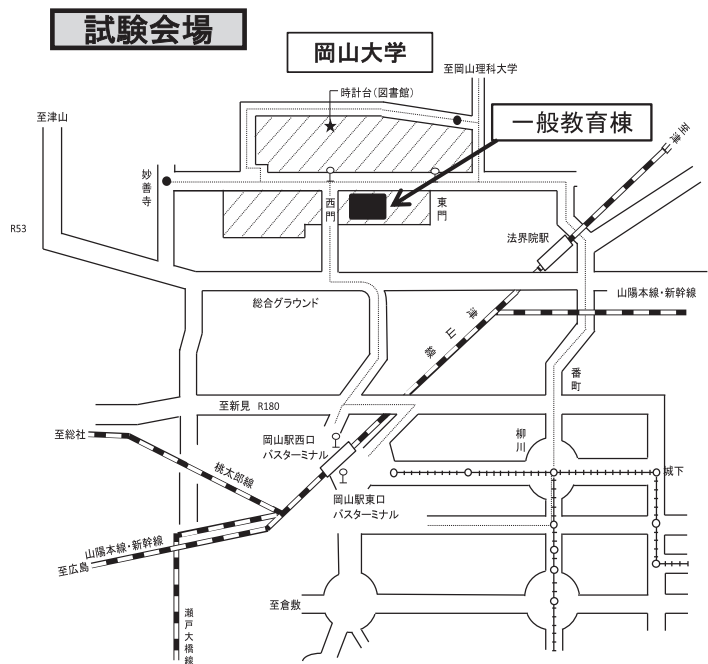 試験会場
岡山大学
至岡山理科大学
時計台(図書館)
至津山
一般教育棟
至津山
妙善寺
西門
東門
R53
法界院駅
総合グラウンド
山陽本線・新幹線
津山線
番町
至新見 R180
至総社
岡山駅西口
バスターミナル
柳川
城下
桃太郎線
岡山駅東口
バスターミナル
山陽本線・新幹線
至広島
至倉敷
瀬戸大橋線